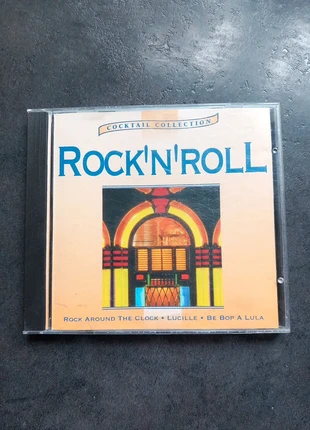 COCKTAIL COLLECTION
ROCK'N'ROLL
ROCK AROUND THE CLOCK • LUCILLE • BE BOP A LULA